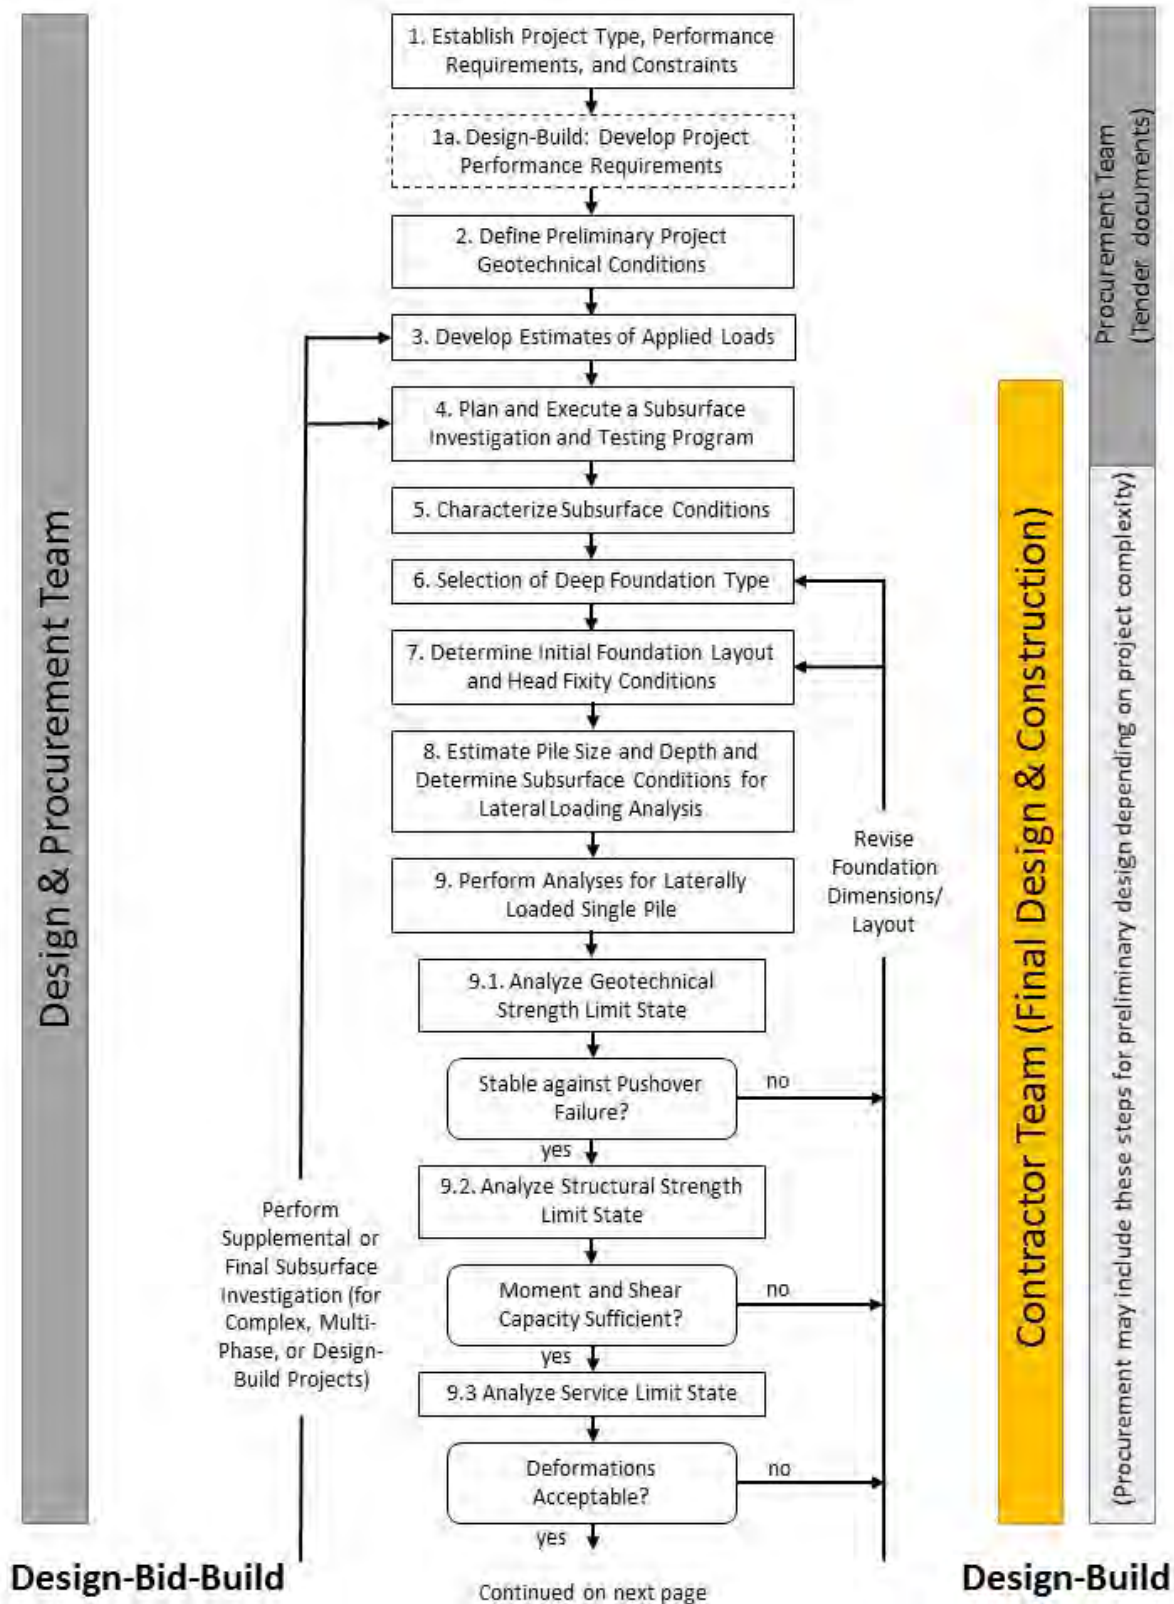 Design & Procurement Team
1. Establish Project Type, Performance
Requirements, and Constraints
1a. Design-Build: Develop Project
Performance Requirements
2. Define Preliminary Project
Geotechnical Conditions
3. Develop Estimates of Applied Loads
4. Plan and Execute a Subsurface
Investigation and Testing Program
5. Characterize Subsurface Conditions
6. Selection of Deep Foundation Type
7. Determine Initial Foundation Layout
and Head Fixity Conditions
8. Estimate Pile Size and Depth and
Determine Subsurface Conditions for
Lateral Loading Analysis
9. Perform Analyses for Laterally
Loaded Single Pile
9.1. Analyze Geotechnical
Strength Limit State
Stable against Pushover
Failure?
no
yes
9.2. Analyze Structural Strength
Limit State
Moment and Shear
Capacity Sufficient?
no
yes
9.3 Analyze Service Limit State
Deformations
Acceptable?
no
yes
Continued on next page
Perform
Supplemental or
Final Subsurface
Investigation (for
Complex, Multi-
Phase, or Design-
Build Projects)
Revise
Foundation
Dimensions/
Layout
Contractor Team (Final Design & Construction)
Procurement Team
(Tender documents)
(Procurement may include these steps for preliminary design depending on project complexity)
Design-Bid-Build
Design-Build